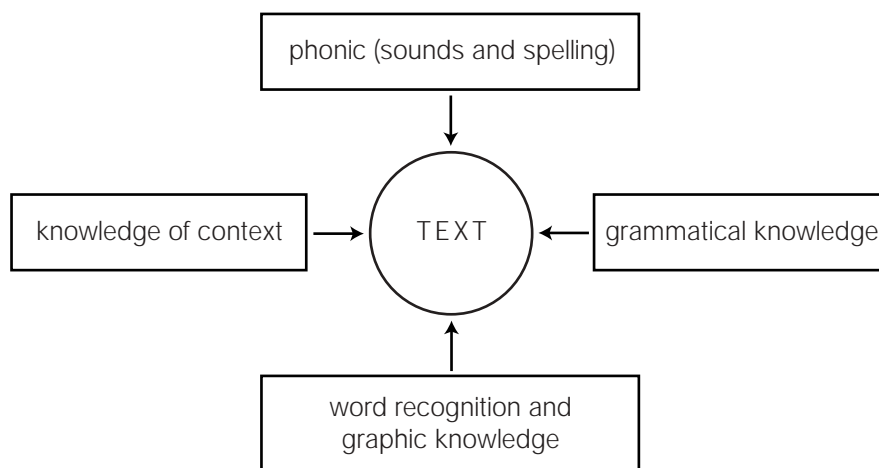 phonic (sounds and spelling)
knowledge of context
TEXT
grammatical knowledge
word recognition and
graphic knowledge